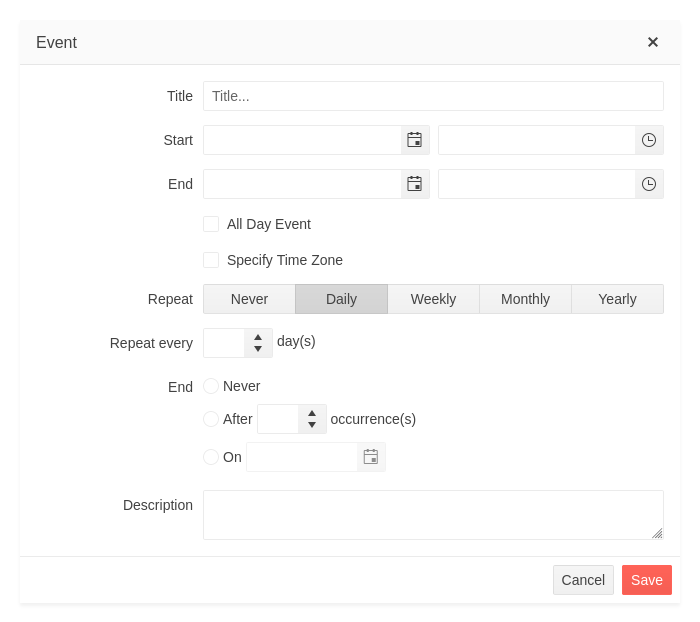 Event
Title Title...
Start
End
All Day Event
Specify Time Zone
Repeat Never Daily Weekly Monthly Yearly
Repeat every day(s)
End Never
After occurrence(s)
On
Description
Cancel Save